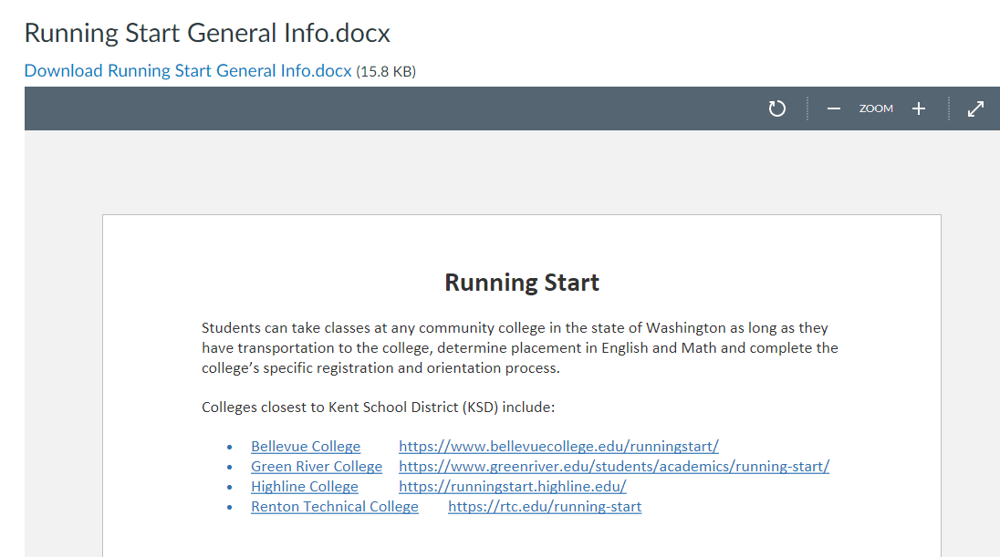 Running Start General Info.docx
Download Running Start General Info.docx (15.8 KB)
ZOOM
Running Start
Students can take classes at any community college in the state of Washington as long as they
have transportation to the college, determine placement in English and Math and complete the
college’s specific registration and orientation process.
Colleges closest to Kent School District (KSD) include:
• Bellevue College https://www.bellevuecollege.edu/runningstart/
• Green River College https://www.greenriver.edu/students/academics/running-start/
• Highline College https://runningstart.highline.edu/
• Renton Technical College https://rtc.edu/running-start